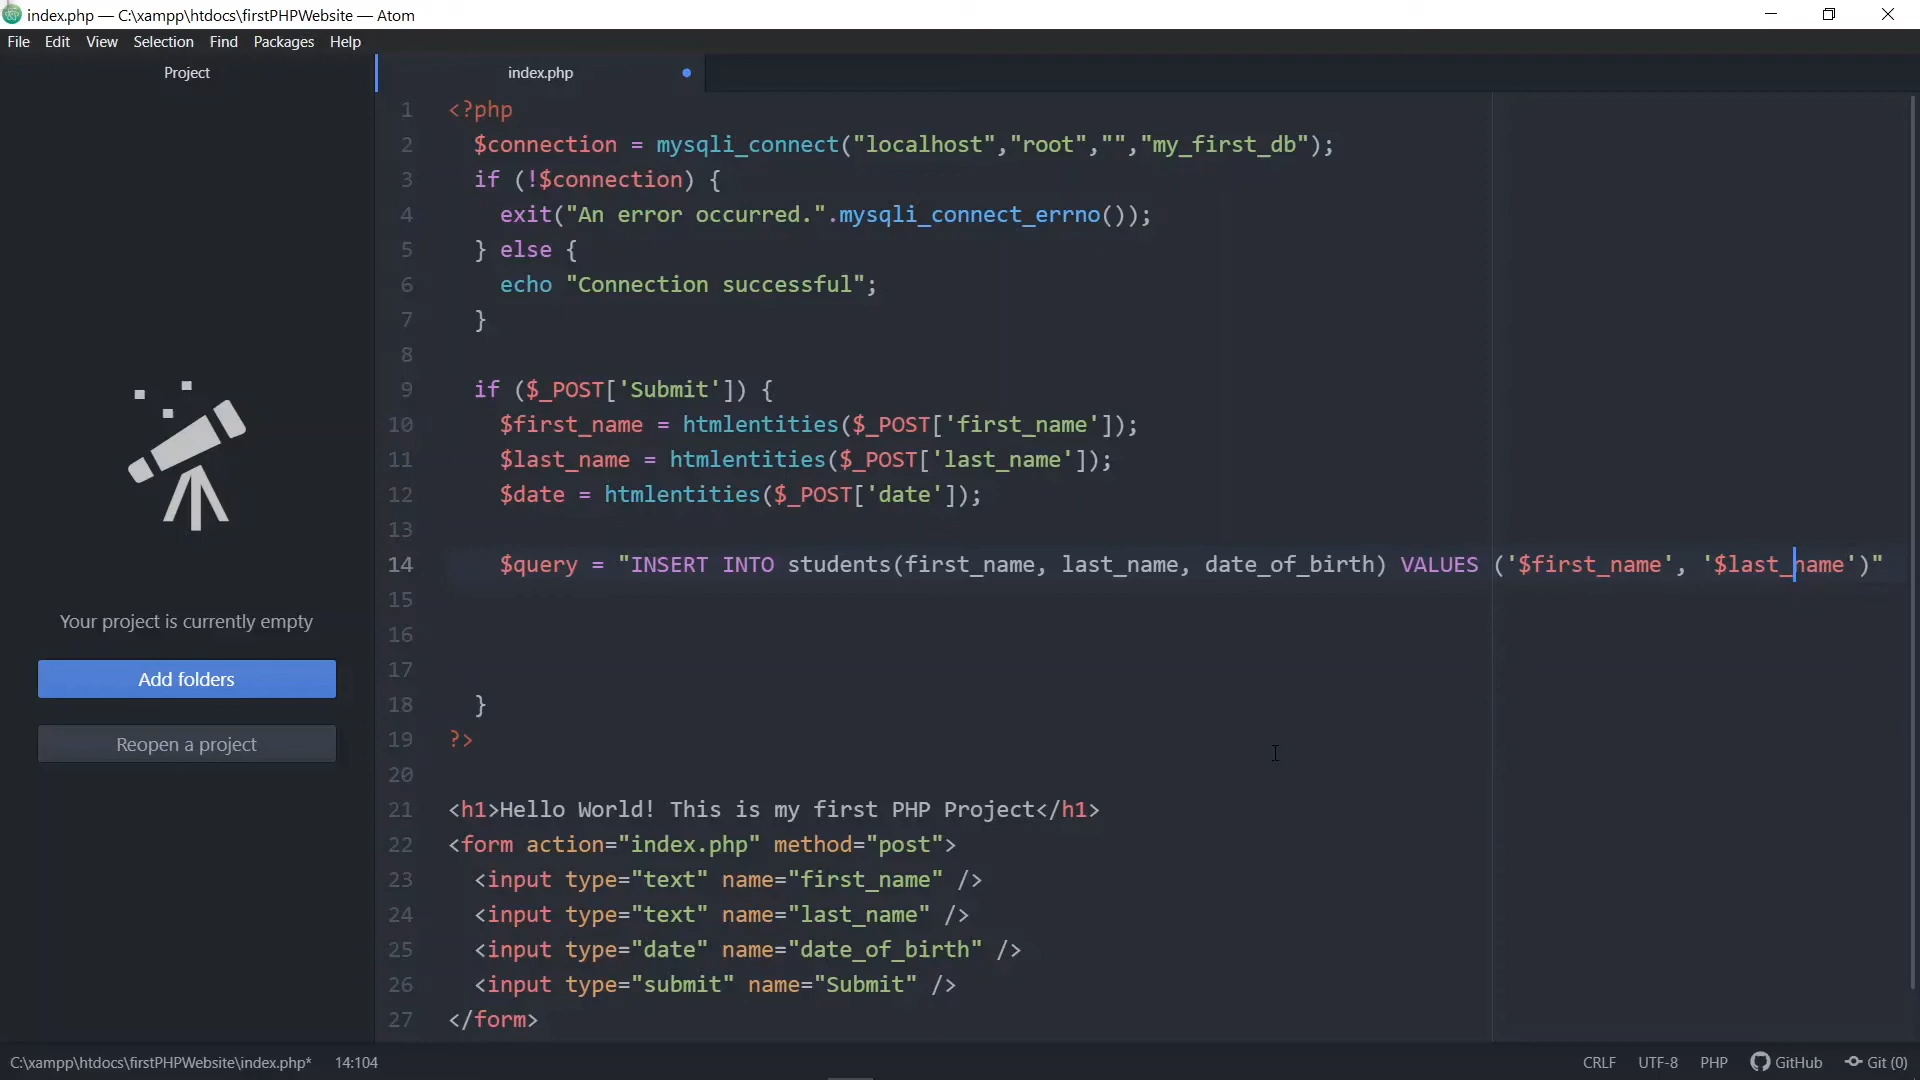 index.php — C:\xampp\htdocs\firstPHPWebsite — Atom
File Edit View Selection Find Packages Help
Project
index.php
1 <?php
2 $connection = mysqli_connect("localhost","root","","my_first_db");
3 if (!$connection) {
4 exit("An error occurred.".mysqli_connect_errno());
5 } else {
6 echo "Connection successful";
7 }
8
9 if ($_POST['Submit']) {
10 $first_name = htmlentities($_POST['first_name']);
11 $last_name = htmlentities($_POST['last_name']);
12 $date = htmlentities($_POST['date']);
13
14 $query = "INSERT INTO students(first_name, last_name, date_of_birth) VALUES ('$first_name', '$last_name')"
15
16
17
18 }
19 ?>
20
21 <h1>Hello World! This is my first PHP Project</h1>
22 <form action="index.php" method="post">
23 <input type="text" name="first_name" />
24 <input type="text" name="last_name" />
25 <input type="date" name="date_of_birth" />
26 <input type="submit" name="Submit" />
27 </form>
Your project is currently empty
Add folders
Reopen a project
C:\xampp\htdocs\firstPHPWebsite\index.php* 14:104
CRLF UTF-8 PHP GitHub Git (0)